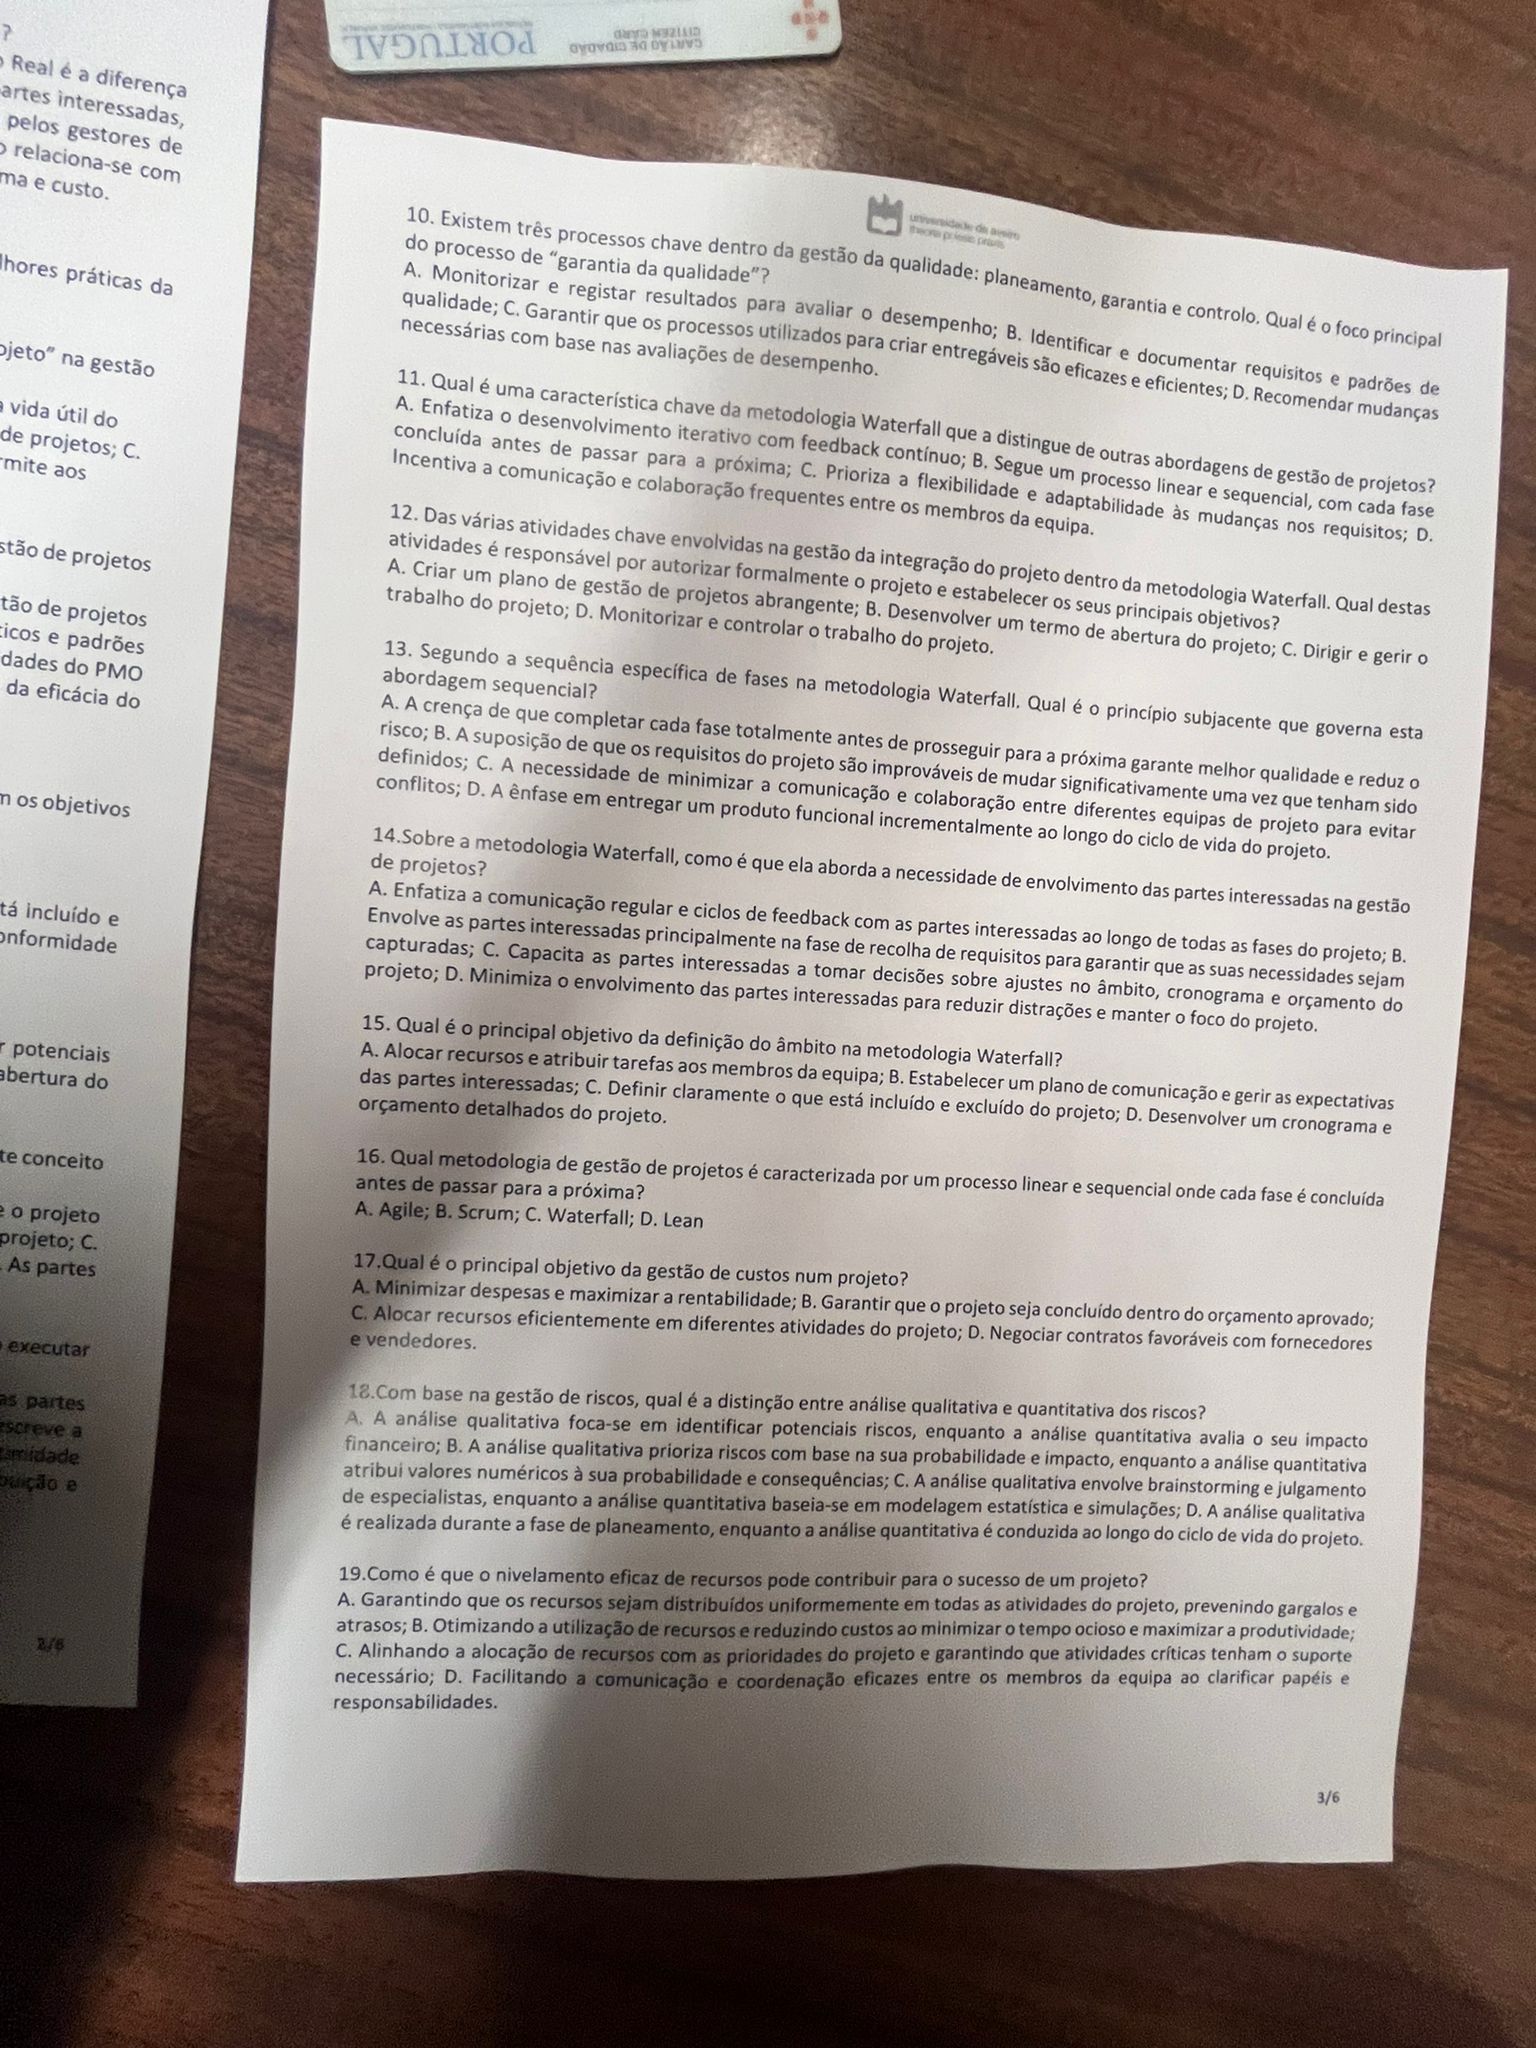 ?
Real é a diferença
artes interessadas,
pelos gestores de
relaciona-se com
ma e custo.
lhores práticas da
ojeto” na gestão
vida útil do
de projetos; C.
rmite aos
stão de projetos
tão de projetos
ticos e padrões
dades do PMO
da eficácia do
os objetivos
tá incluído e
onformidade
potenciais
abertura do
te conceito
e o projeto
projeto; C.
As partes
executar
as partes
screve a
buição e
2/6
PORTUGAL
CARTÃO DE CIDADÃO
CITIZEN CARD
universidade de aveiro
theoria poiesis praxis
10. Existem três processos chave dentro da gestão da qualidade: planeamento, garantia e controlo. Qual é o foco principal
do processo de “garantia da qualidade”?
A. Monitorizar e registar resultados para avaliar o desempenho; B. Identificar e documentar requisitos e padrões de
qualidade; C. Garantir que os processos utilizados para criar entregáveis são eficazes e eficientes; D. Recomendar mudanças
necessárias com base nas avaliações de desempenho.
11. Qual é uma característica chave da metodologia Waterfall que a distingue de outras abordagens de gestão de projetos?
A. Enfatiza o desenvolvimento iterativo com feedback contínuo; B. Segue um processo linear e sequencial, com cada fase
concluída antes de passar para a próxima; C. Prioriza a flexibilidade e adaptabilidade às mudanças nos requisitos; D.
Incentiva a comunicação e colaboração frequentes entre os membros da equipa.
12. Das várias atividades chave envolvidas na gestão da integração do projeto dentro da metodologia Waterfall. Qual destas
atividades é responsável por autorizar formalmente o projeto e estabelecer os seus principais objetivos?
A. Criar um plano de gestão de projetos abrangente; B. Desenvolver um termo de abertura do projeto; C. Dirigir e gerir o
trabalho do projeto; D. Monitorizar e controlar o trabalho do projeto.
13. Segundo a sequência específica de fases na metodologia Waterfall. Qual é o princípio subjacente que governa esta
abordagem sequencial?
A. A crença de que completar cada fase totalmente antes de prosseguir para a próxima garante melhor qualidade e reduz o
risco; B. A suposição de que os requisitos do projeto são improváveis de mudar significativamente uma vez que tenham sido
definidos; C. A necessidade de minimizar a comunicação e colaboração entre diferentes equipas de projeto para evitar
conflitos; D. A ênfase em entregar um produto funcional incrementalmente ao longo do ciclo de vida do projeto.
14.Sobre a metodologia Waterfall, como é que ela aborda a necessidade de envolvimento das partes interessadas na gestão
de projetos?
A. Enfatiza a comunicação regular e ciclos de feedback com as partes interessadas ao longo de todas as fases do projeto; B.
Envolve as partes interessadas principalmente na fase de recolha de requisitos para garantir que as suas necessidades sejam
capturadas; C. Capacita as partes interessadas a tomar decisões sobre ajustes no âmbito, cronograma e orçamento do
projeto; D. Minimiza o envolvimento das partes interessadas para reduzir distrações e manter o foco do projeto.
15. Qual é o principal objetivo da definição do âmbito na metodologia Waterfall?
A. Alocar recursos e atribuir tarefas aos membros da equipa; B. Estabelecer um plano de comunicação e gerir as expectativas
das partes interessadas; C. Definir claramente o que está incluído e excluído do projeto; D. Desenvolver um cronograma e
orçamento detalhados do projeto.
16. Qual metodologia de gestão de projetos é caracterizada por um processo linear e sequencial onde cada fase é concluída
antes de passar para a próxima?
A. Agile; B. Scrum; C. Waterfall; D. Lean
17.Qual é o principal objetivo da gestão de custos num projeto?
A. Minimizar despesas e maximizar a rentabilidade; B. Garantir que o projeto seja concluído dentro do orçamento aprovado;
C. Alocar recursos eficientemente em diferentes atividades do projeto; D. Negociar contratos favoráveis com fornecedores
e vendedores.
18.Com base na gestão de riscos, qual é a distinção entre análise qualitativa e quantitativa dos riscos?
A. A análise qualitativa foca-se em identificar potenciais riscos, enquanto a análise quantitativa avalia o seu impacto
financeiro; B. A análise qualitativa prioriza riscos com base na sua probabilidade e impacto, enquanto a análise quantitativa
atribui valores numéricos à sua probabilidade e consequências; C. A análise qualitativa envolve brainstorming e julgamento
de especialistas, enquanto a análise quantitativa baseia-se em modelagem estatística e simulações; D. A análise qualitativa
é realizada durante a fase de planeamento, enquanto a análise quantitativa é conduzida ao longo do ciclo de vida do projeto.
19.Como é que o nivelamento eficaz de recursos pode contribuir para o sucesso de um projeto?
A. Garantindo que os recursos sejam distribuídos uniformemente em todas as atividades do projeto, prevenindo gargalos e
atrasos; B. Otimizando a utilização de recursos e reduzindo custos ao minimizar o tempo ocioso e maximizar a produtividade;
C. Alinhando a alocação de recursos com as prioridades do projeto e garantindo que atividades críticas tenham o suporte
necessário; D. Facilitando a comunicação e coordenação eficazes entre os membros da equipa ao clarificar papéis e
responsabilidades.
3/6